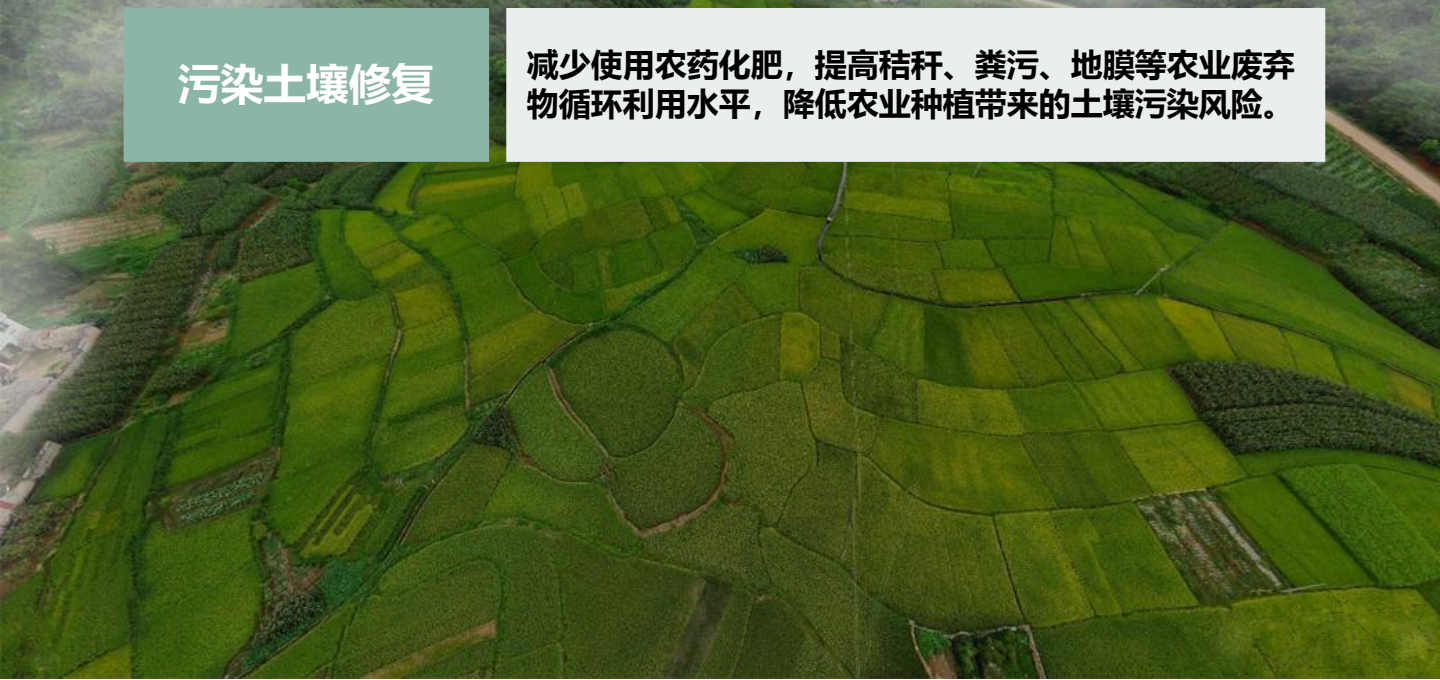 污染土壤修复
减少使用农药化肥，提高秸秆、粪污、地膜等农业废弃
物循环利用水平，降低农业种植带来的土壤污染风险。